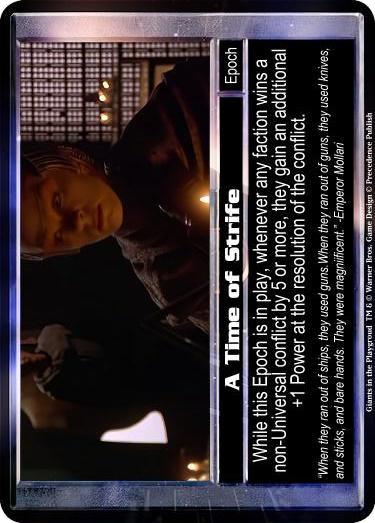 Epoch
A Time of Strife
While this Epoch is in play, whenever any faction wins a
non-Universal conflict by 5 or more, they gain an additional
+1 Power at the resolution of the conflict.
"When they ran out of ships, they used guns. When they ran out of guns, they used knives,
and sticks, and bare hands. They were magnificent." -Emperor Mollari
Giants in the Playgroud TM & © Warner Bros. Game Design © Precedence Publish